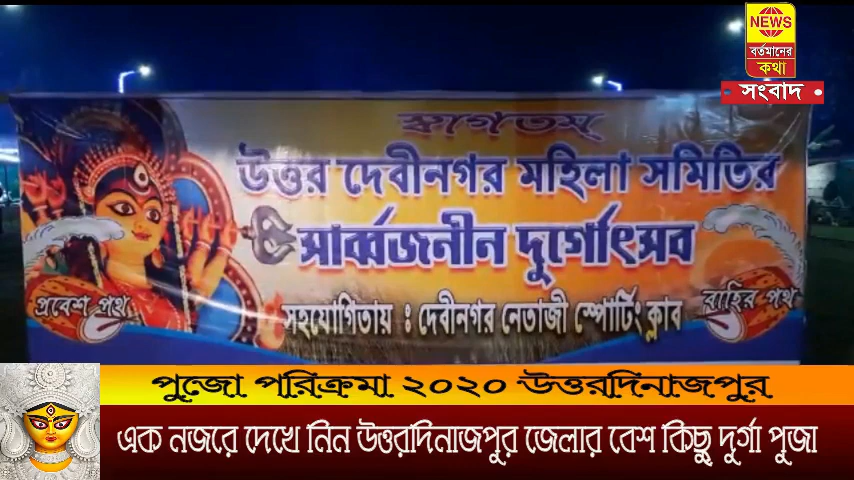 NEWS
বর্তমানের
কথা
সংবাদ
স্বাগতম্
উত্তর দেবীনগর মহিলা সমিতির
সার্ব্বজনীন দুর্গোৎসব
প্রবেশ পথ
বাহির পথ
সহযোগিতায় : দেবীনগর নেতাজী স্পোর্টিং ক্লাব
পুজো পরিক্রমা ২০২০ উত্তরদিনাজপুর
এক নজরে দেখে নিন উত্তরদিনাজপুর জেলার বেশ কিছু দুর্গা পুজা